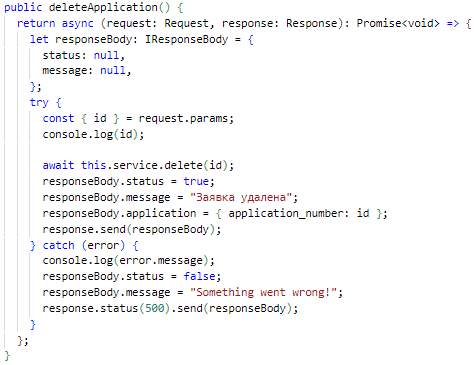 public deleteApplication() {
  return async (request: Request, response: Response): Promise<void> => {
    let responseBody: IResponseBody = {
      status: null,
      message: null,
    };
    try {
      const { id } = request.params;
      console.log(id);

      await this.service.delete(id);
      responseBody.status = true;
      responseBody.message = "Заявка удалена";
      responseBody.application = { application_number: id };
      response.send(responseBody);
    } catch (error) {
      console.log(error.message);
      responseBody.status = false;
      responseBody.message = "Something went wrong!";
      response.status(500).send(responseBody);
    }
  };
}